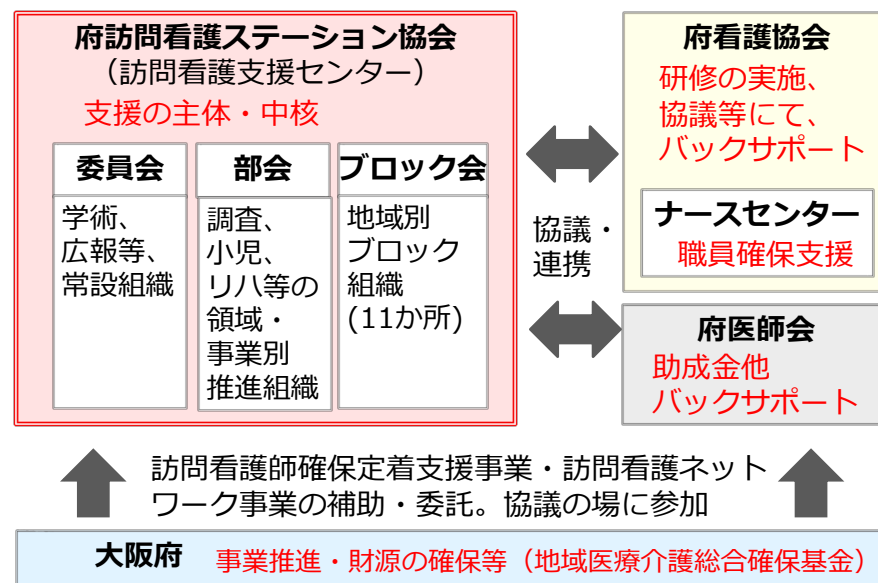 府訪問看護ステーション協会
（訪問看護支援センター）
支援の主体・中核
委員会
学術、
広報等、
常設組織
部会
調査、
小児、
リハ等の
領域・
事業別
推進組織
ブロック会
地域別
ブロック
組織
(11か所)
協議・
連携
府看護協会
研修の実施、
協議等にて、
バックサポート
ナースセンター
職員確保支援
府医師会
助成金他
バックサポート
訪問看護師確保定着支援事業・訪問看護ネット
ワーク事業の補助・委託。協議の場に参加
大阪府 事業推進・財源の確保等（地域医療介護総合確保基金）